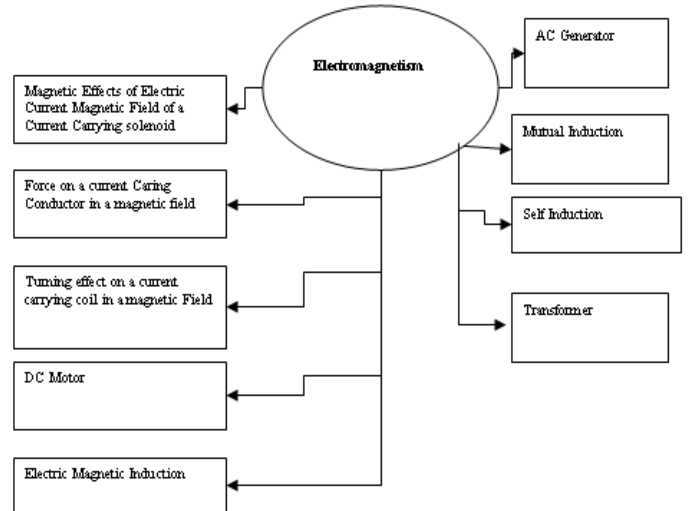 Electromagnetism
Magnetic Effects of Electric
Current Magnetic Field of a
Current Carrying solenoid
Force on a current Caring
Conductor in a magnetic field
Turning effect on a current
carrying coil in a magnetic Field
DC Motor
Electric Magnetic Induction
AC Generator
Mutual Induction
Self Induction
Transformer